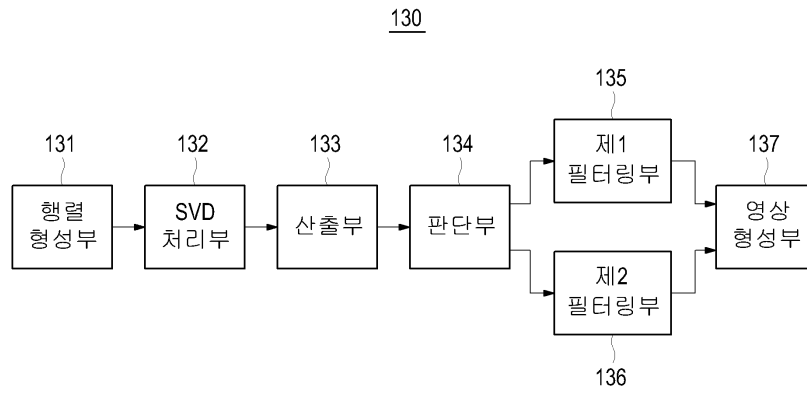 130
131
행렬
형성부
132
SVD
처리부
133
산출부
134
판단부
135
제1
필터링부
제2
필터링부
136
137
영상
형성부